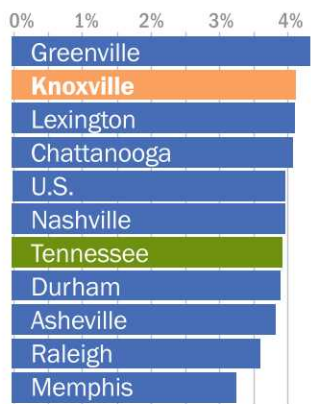 0% 1% 2% 3% 4%
Greenville
Knoxville
Lexington
Chattanooga
U.S.
Nashville
Tennessee
Durham
Asheville
Raleigh
Memphis